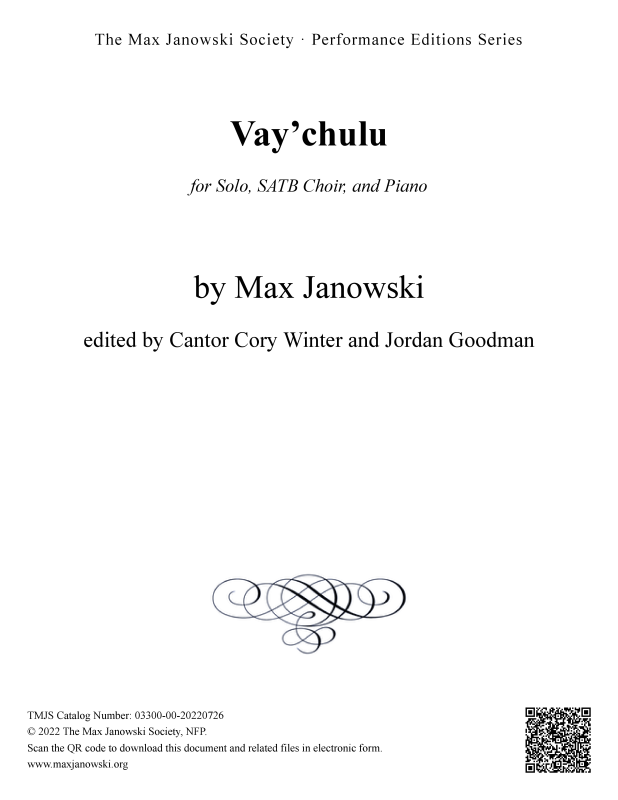 The Max Janowski Society · Performance Editions Series
Vay’chulu
for Solo, SATB Choir, and Piano
by Max Janowski
edited by Cantor Cory Winter and Jordan Goodman
TMJS Catalog Number: 03300-00-20220726
© 2022 The Max Janowski Society, NFP.
Scan the QR code to download this document and related files in electronic form.
www.maxjanowski.org